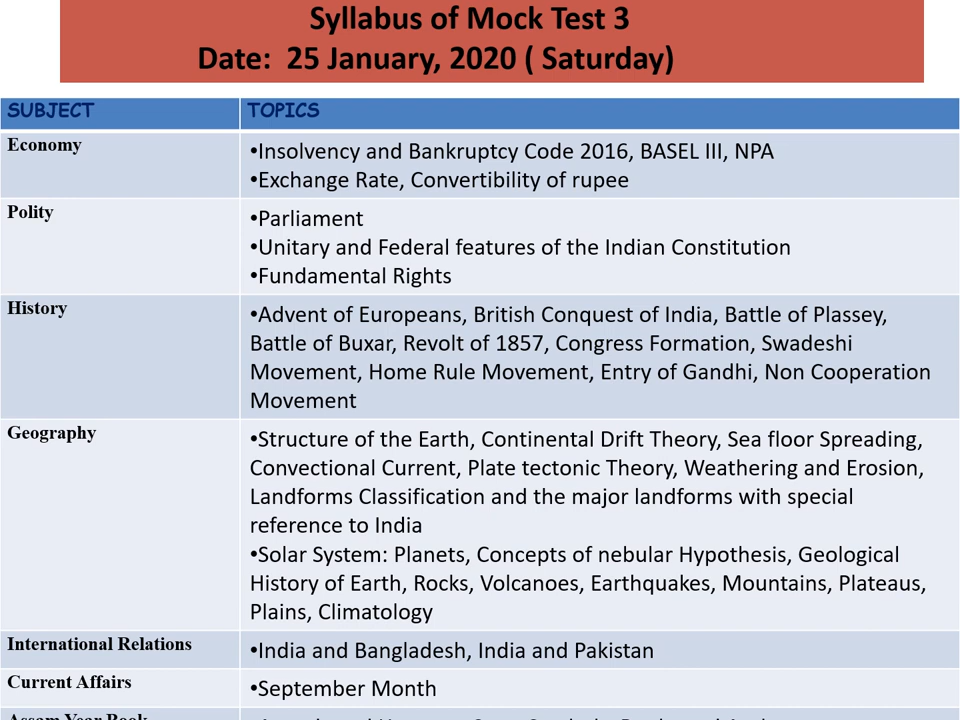 Syllabus of Mock Test 3
Date:  25 January, 2020 ( Saturday)
SUBJECT TOPICS
Economy
•Insolvency and Bankruptcy Code 2016, BASEL III, NPA
•Exchange Rate, Convertibility of rupee
Polity
•Parliament
•Unitary and Federal features of the Indian Constitution
•Fundamental Rights
History
•Advent of Europeans, British Conquest of India, Battle of Plassey,
Battle of Buxar, Revolt of 1857, Congress Formation, Swadeshi
Movement, Home Rule Movement, Entry of Gandhi, Non Cooperation
Movement
Geography
•Structure of the Earth, Continental Drift Theory, Sea floor Spreading,
Convectional Current, Plate tectonic Theory, Weathering and Erosion,
Landforms Classification and the major landforms with special
reference to India
•Solar System: Planets, Concepts of nebular Hypothesis, Geological
History of Earth, Rocks, Volcanoes, Earthquakes, Mountains, Plateaus,
Plains, Climatology
International Relations
•India and Bangladesh, India and Pakistan
Current Affairs
•September Month
Assam Year Book